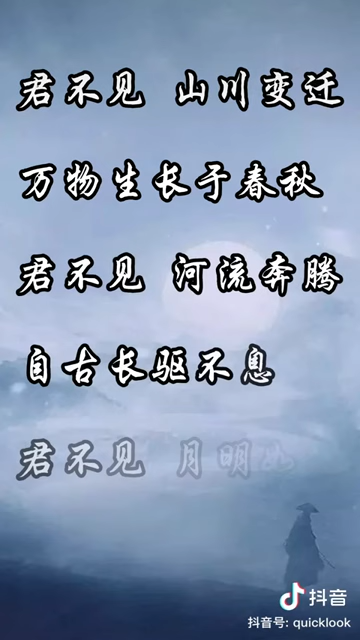 君不见 山川变迁
万物生长于春秋
君不见 河流奔腾
自古长驱不息
君不见 月明
抖音
抖音号: quicklook